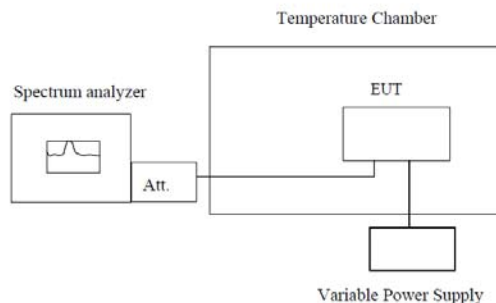 Temperature Chamber
Spectrum analyzer
EUT
Att.
Variable Power Supply